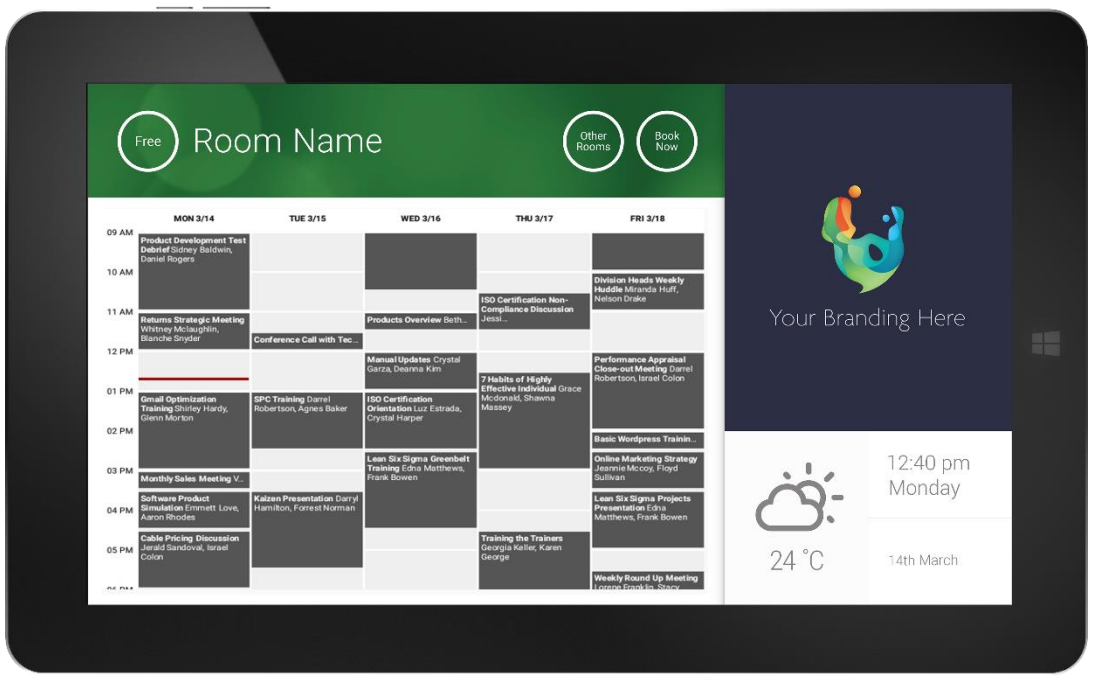 Free
Room Name
Other
Rooms
Book
Now
MON 3/14
TUE 3/15
WED 3/16
THU 3/17
FRI 3/18
09 AM
10 AM
11 AM
12 PM
01 PM
02 PM
03 PM
04 PM
05 PM
06 PM
Product Development Test
Debrief Sidney Baldwin,
Daniel Rogers
Returns Strategic Meeting
Whitney Mclaughlin,
Blanche Snyder
Gmail Optimization
Training Shirley Hardy,
Glenn Morton
Monthly Sales Meeting V...
Software Product
Simulation Emmett Love,
Aaron Rhodes
Cable Pricing Discussion
Jerald Sandoval, Israel
Colon
Conference Call with Tec...
SPC Training Darrel
Robertson, Agnes Baker
Kaizen Presentation Darryl
Hamilton, Forrest Norman
Products Overview Beth...
Manual Updates Crystal
Garza, Deanna Kim
ISO Certification
Orientation Luz Estrada,
Crystal Harper
Lean Six Sigma Greenbelt
Training Edna Matthews,
Frank Bowen
ISO Certification Non-
Compliance Discussion
Jessi...
7 Habits of Highly
Effective Individual Grace
Mcdonald, Shawna
Massey
Training the Trainers
Georgia Keller, Karen
George
Division Heads Weekly
Huddle Miranda Huff,
Nelson Drake
Performance Appraisal
Close-out Meeting Darrel
Robertson, Israel Colon
Basic Wordpress Trainin...
Online Marketing Strategy
Jeannie Mccoy, Floyd
Sullivan
Lean Six Sigma Projects
Presentation Edna
Matthews, Frank Bowen
Weekly Round Up Meeting
Lorene Franklin, Stacy
Your Branding Here
24 °C
12:40 pm
Monday
14th March